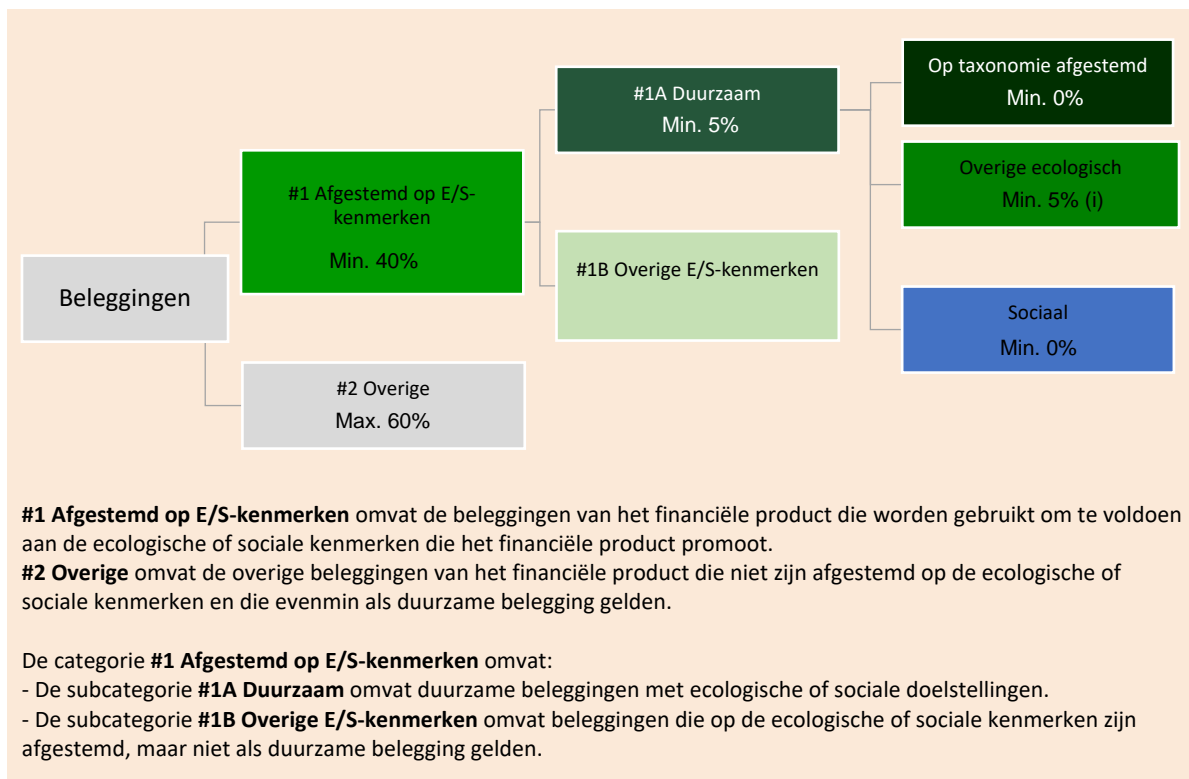 Beleggingen
#1 Afgestemd op E/S-
kenmerken
Min. 40%
#2 Overige
Max. 60%
#1A Duurzaam
Min. 5%
#1B Overige E/S-kenmerken
Op taxonomie afgestemd
Min. 0%
Overige ecologisch
Min. 5% (i)
Sociaal
Min. 0%
#1 Afgestemd op E/S-kenmerken omvat de beleggingen van het financiële product die worden gebruikt om te voldoen
aan de ecologische of sociale kenmerken die het financiële product promoot.
#2 Overige omvat de overige beleggingen van het financiële product die niet zijn afgestemd op de ecologische of
sociale kenmerken en die evenmin als duurzame belegging gelden.
De categorie #1 Afgestemd op E/S-kenmerken omvat:
- De subcategorie #1A Duurzaam omvat duurzame beleggingen met ecologische of sociale doelstellingen.
- De subcategorie #1B Overige E/S-kenmerken omvat beleggingen die op de ecologische of sociale kenmerken zijn
afgestemd, maar niet als duurzame belegging gelden.